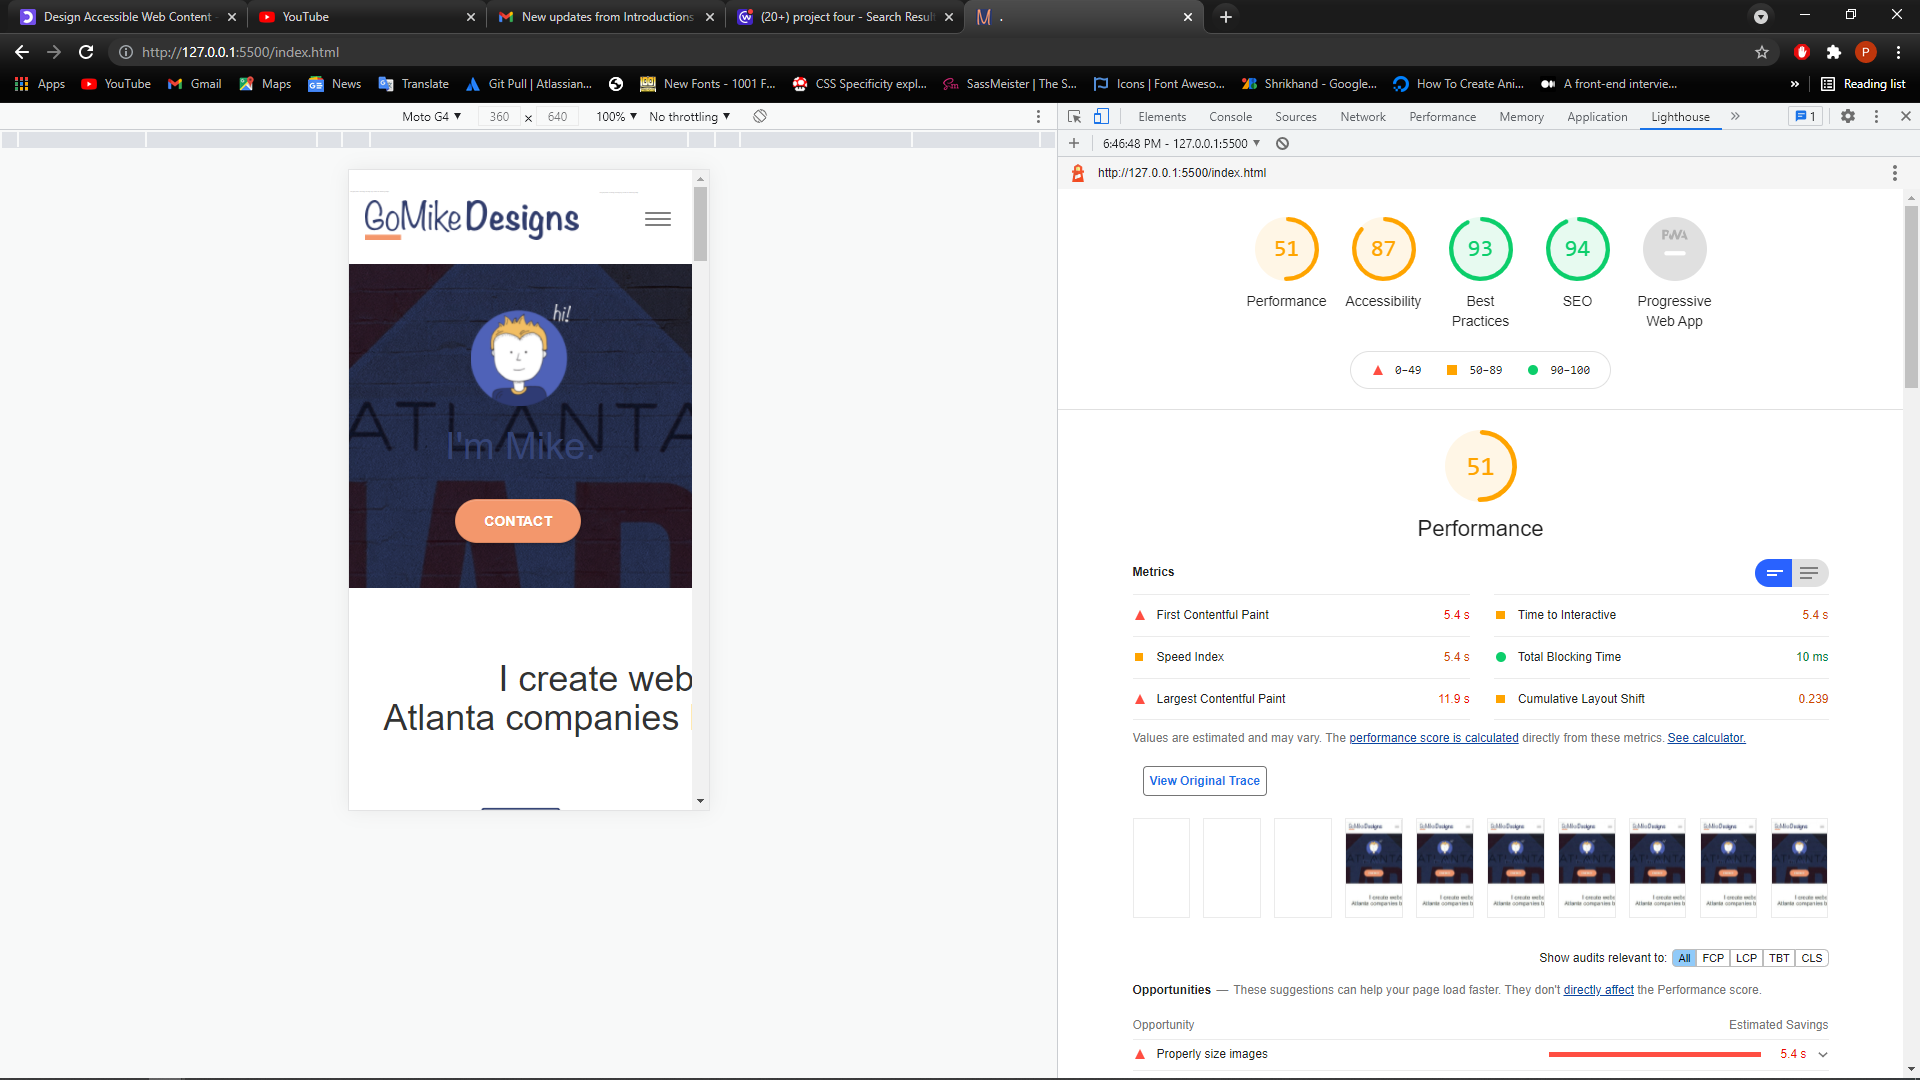 Design Accessible Web Content
YouTube
New updates from Introductions
(20+) project four - Search Resul
.
http://127.0.0.1:5500/index.html
P
Apps
YouTube
Gmail
Maps
News
Translate
Git Pull | Atlassian...
New Fonts - 1001 F...
CSS Specificity expl...
SassMeister | The S...
Icons | Font Aweso...
Shrikhand - Google...
How To Create Ani...
A front-end intervie...
»
Reading list
Moto G4
360
x
640
100%
No throttling
Elements
Console
Sources
Network
Performance
Memory
Application
Lighthouse
»
1
6:46:48 PM - 127.0.0.1:5500
http://127.0.0.1:5500/index.html
GoMike Designs
hi!
ATLANTA
I'm Mike.
CONTACT
I create web
Atlanta companies
51
87
93
94
PWA
Performance
Accessibility
Best
Practices
SEO
Progressive
Web App
0–49
50–89
90–100
51
Performance
Metrics
First Contentful Paint
5.4 s
Time to Interactive
5.4 s
Speed Index
5.4 s
Total Blocking Time
10 ms
Largest Contentful Paint
11.9 s
Cumulative Layout Shift
0.239
Values are estimated and may vary. The performance score is calculated directly from these metrics. See calculator.
View Original Trace
Show audits relevant to:
All
FCP
LCP
TBT
CLS
Opportunities — These suggestions can help your page load faster. They don't directly affect the Performance score.
Opportunity
Estimated Savings
Properly size images
5.4 s